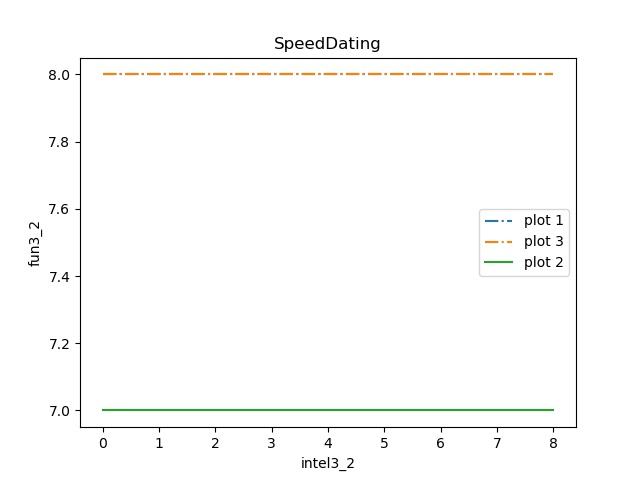 SpeedDating
8.0
7.8
7.6
7.4
7.2
7.0
fun3_2
plot 1
plot 3
plot 2
0 1 2 3 4 5 6 7 8
intel3_2